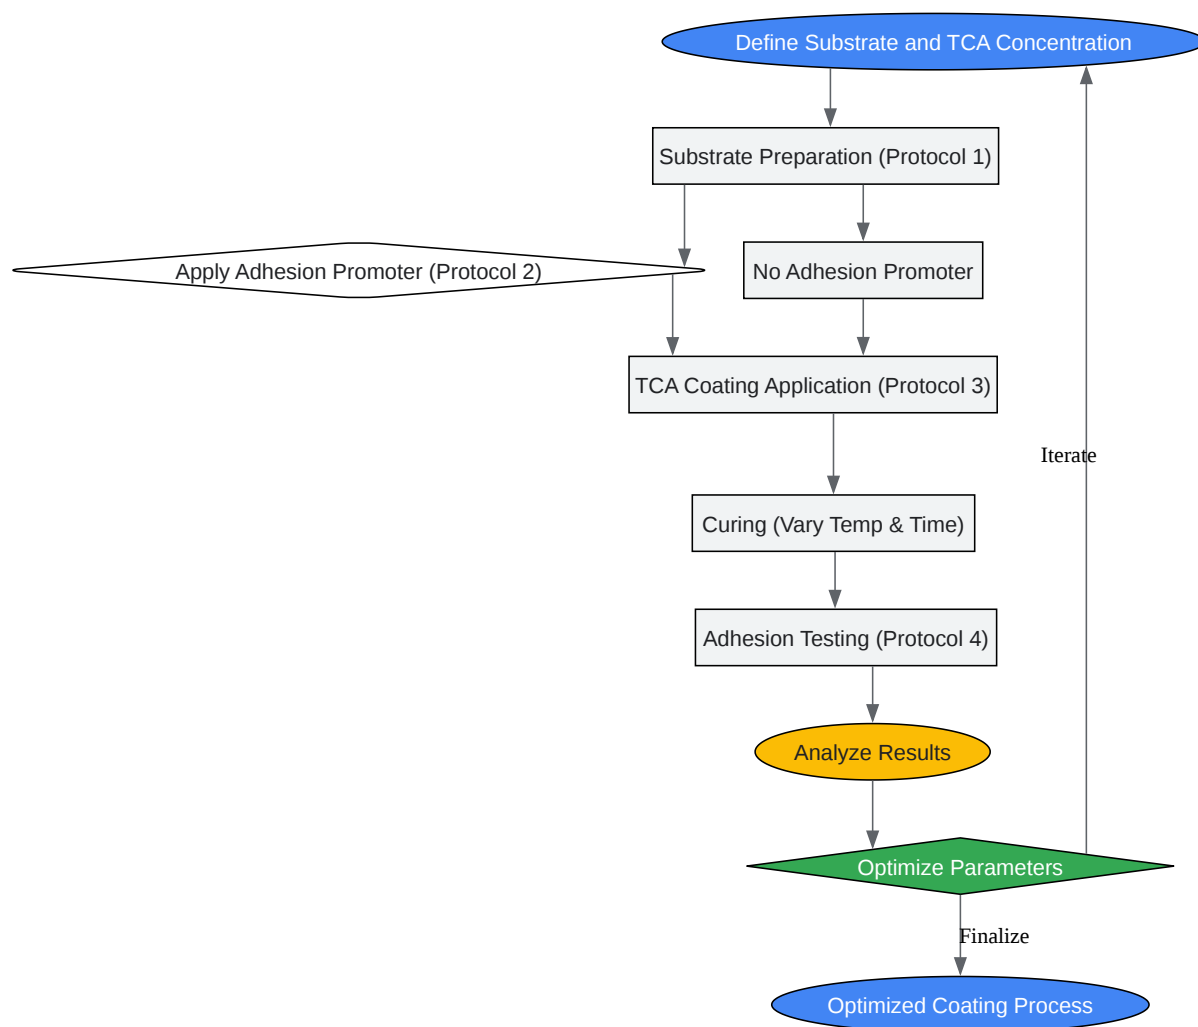 Define Substrate and TCA Concentration
Substrate Preparation (Protocol 1)
Apply Adhesion Promoter (Protocol 2)
No Adhesion Promoter
TCA Coating Application (Protocol 3)
Iterate
Curing (Vary Temp & Time)
Adhesion Testing (Protocol 4)
Analyze Results
Optimize Parameters
Finalize
Optimized Coating Process